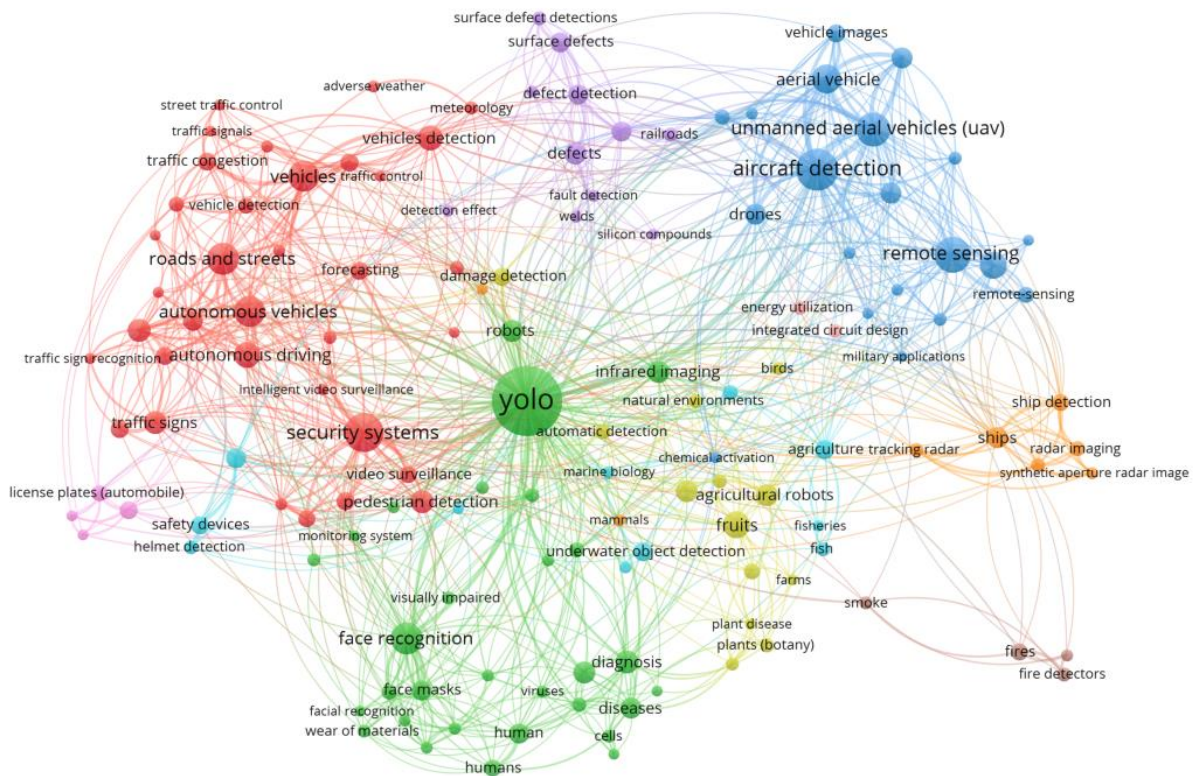 surface defect detections
surface defects
vehicle images
aerial vehicle
adverse weather
defect detection
street traffic control
meteorology
traffic signals
vehicles detection
railroads
unmanned aerial vehicles (uav)
traffic congestion
defects
vehicles
traffic control
aircraft detection
fault detection
vehicle detection
detection effect
welds
drones
silicon compounds
roads and streets
remote sensing
forecasting
damage detection
remote-sensing
energy utilization
autonomous vehicles
robots
integrated circuit design
traffic sign recognition
autonomous driving
military applications
infrared imaging
birds
intelligent video surveillance
yolo
natural environments
ship detection
traffic signs
security systems
automatic detection
ships
agriculture
tracking radar
radar imaging
chemical activation
video surveillance
marine biology
synthetic aperture radar image
license plates (automobile)
pedestrian detection
agricultural robots
safety devices
mammals
fruits
fisheries
monitoring system
helmet detection
underwater object detection
fish
farms
visually impaired
smoke
plant disease
face recognition
plants (botany)
fires
diagnosis
fire detectors
face masks
viruses
facial recognition
diseases
wear of materials
human
cells
humans